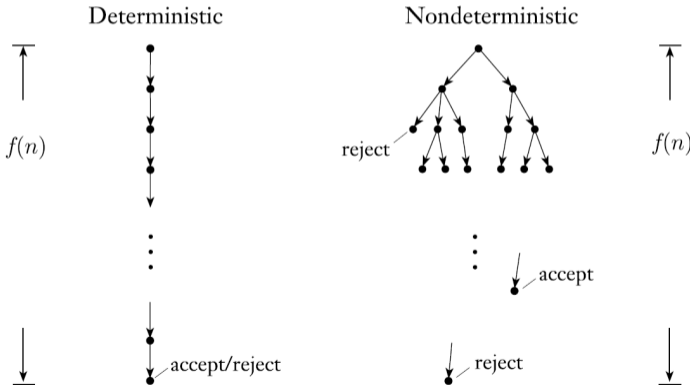 Deterministic
Nondeterministic
f(n)
reject
f(n)
accept
accept/reject
reject